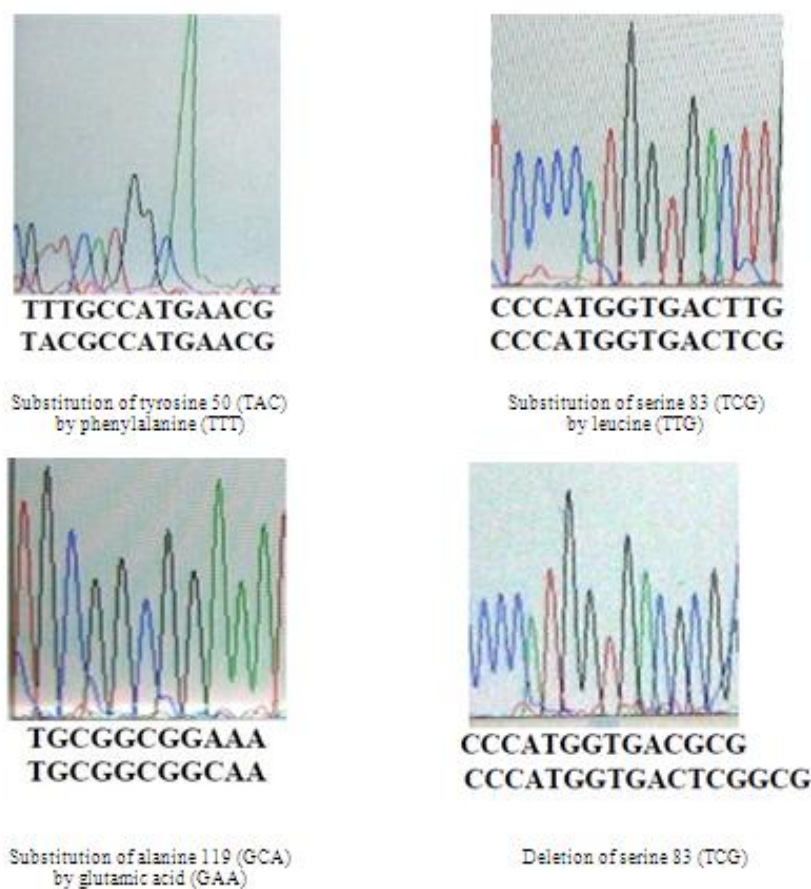 TTTGCCATGAACG
TACGCCATGAACG
Substitution of tyrosine 50 (TAC)
by phenylalanine (TTT)
CCCATGGTGACTTG
CCCATGGTGACTCG
Substitution of serine 83 (TCG)
by leucine (TTG)
TGCGGCGGAAA
TGCGGCGGCAA
Substitution of alanine 119 (GCA)
by glutamic acid (GAA)
CCCATGGTGACGCG
CCCATGGTGACTCGGCG
Deletion of serine 83 (TCG)